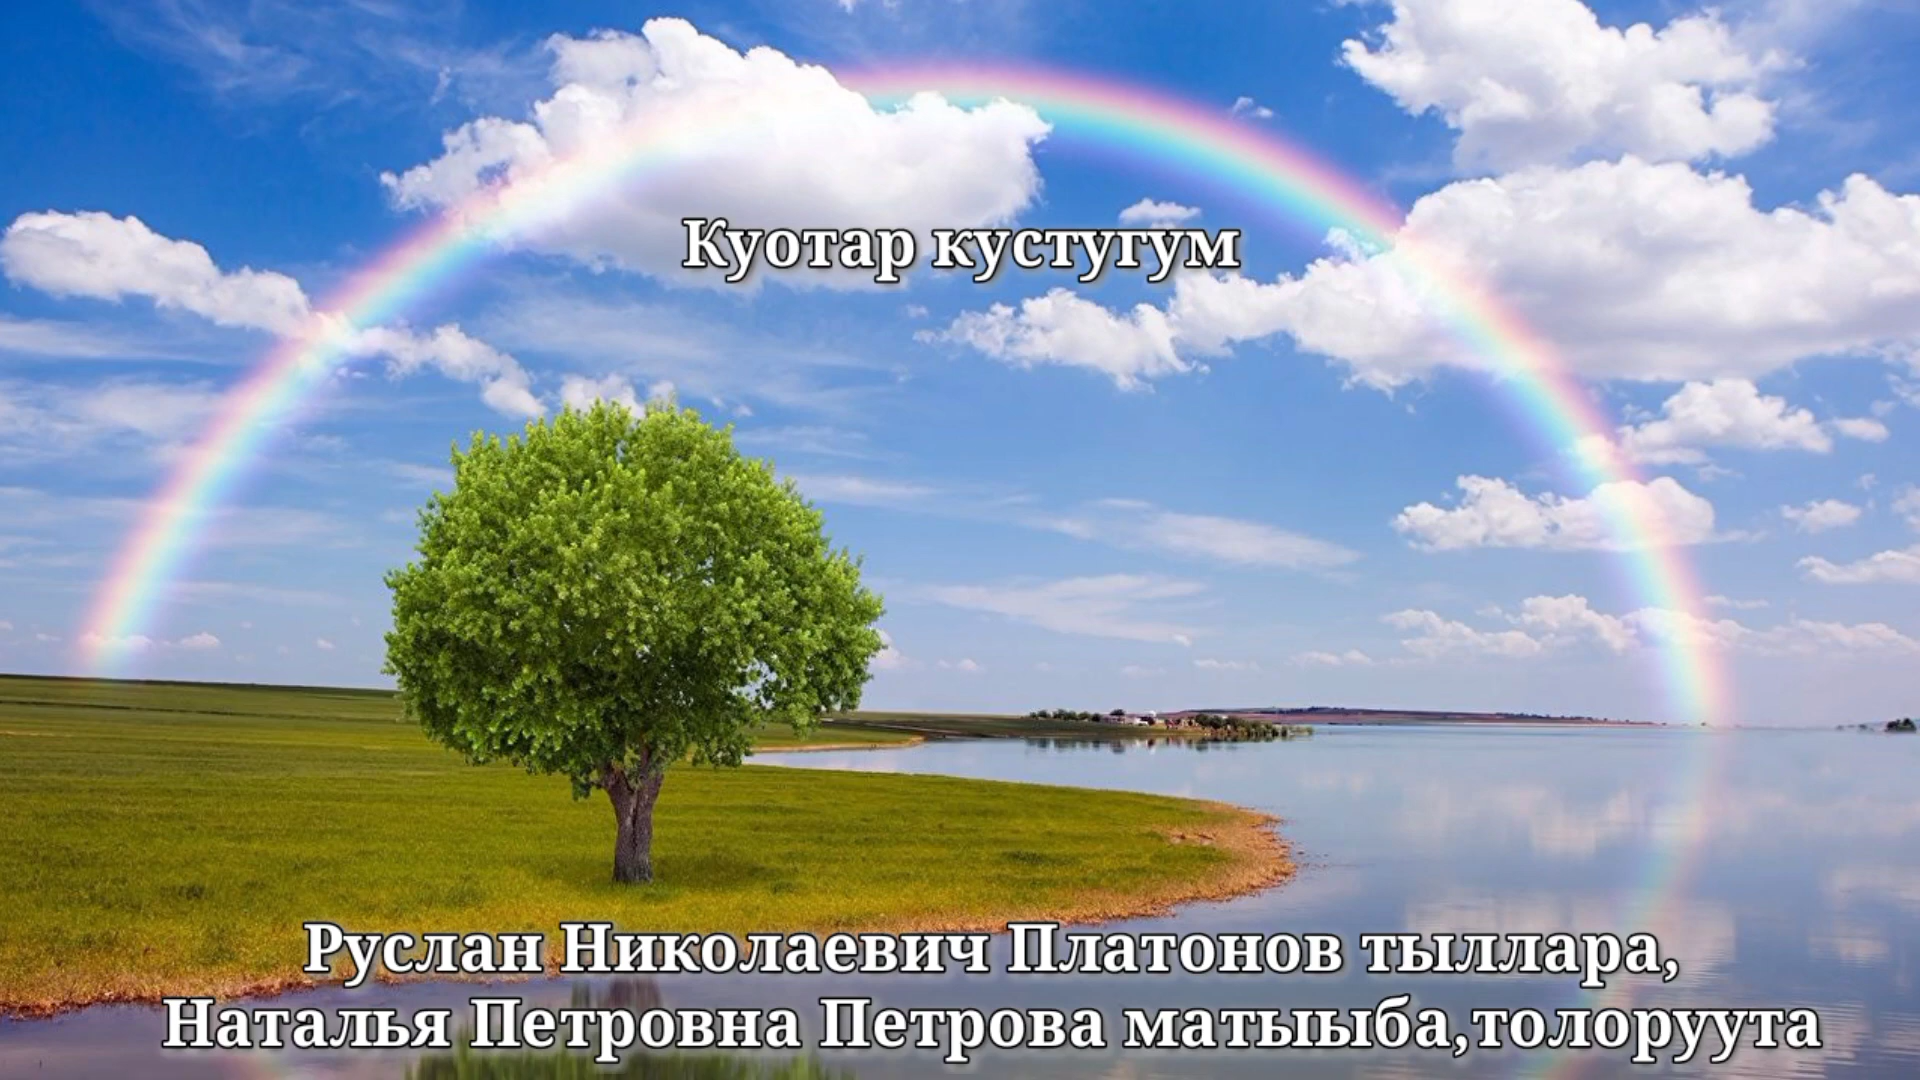 Куотар кустугум
Руслан Николаевич Платонов тыллара,
Наталья Петровна Петрова матыыба,толоруута